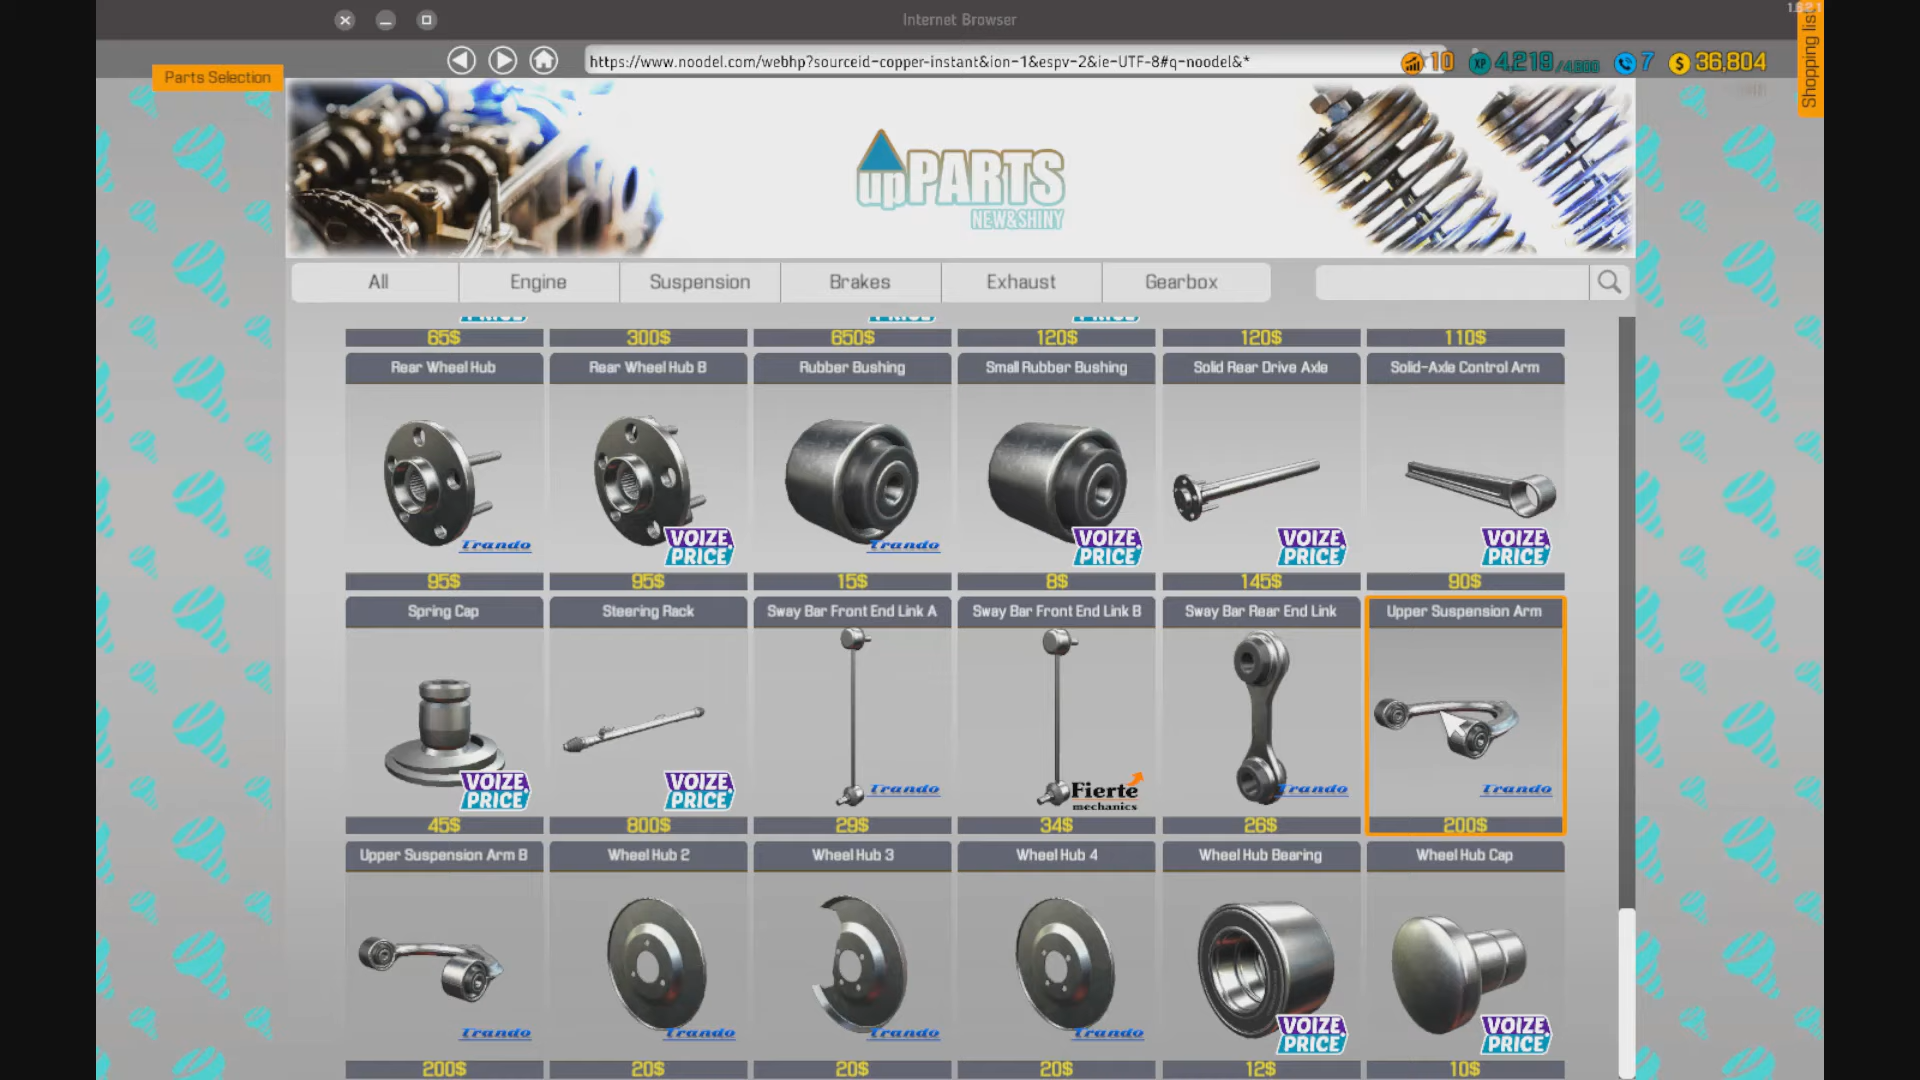 1.6.2.1
Internet Browser
Shopping list
https://www.noodel.com/webhp?sourceid-copper-instant&ion-1&espv-2&ie-UTF-8#q-noodel&*
10
XP 4,219/4,880
7
$ 36,804
Parts Selection
upPARTS
NEW&SHINY
All
Engine
Suspension
Brakes
Exhaust
Gearbox
65$
300$
650$
120$
120$
110$
Rear Wheel Hub
Rear Wheel Hub B
Rubber Bushing
Small Rubber Bushing
Solid Rear Drive Axle
Solid-Axle Control Arm
Trando
VOIZE.
PRICE
Trando
VOIZE.
PRICE
VOIZE.
PRICE
VOIZE.
PRICE
95$
95$
15$
8$
145$
90$
Spring Cap
Steering Rack
Sway Bar Front End Link A
Sway Bar Front End Link B
Sway Bar Rear End Link
Upper Suspension Arm
VOIZE.
PRICE
VOIZE.
PRICE
Trando
Fierte
mechanics
Trando
Trando
45$
800$
29$
34$
26$
200$
Upper Suspension Arm B
Wheel Hub 2
Wheel Hub 3
Wheel Hub 4
Wheel Hub Bearing
Wheel Hub Cap
Trando
Trando
Trando
Trando
VOIZE.
PRICE
VOIZE.
PRICE
200$
20$
20$
20$
12$
10$